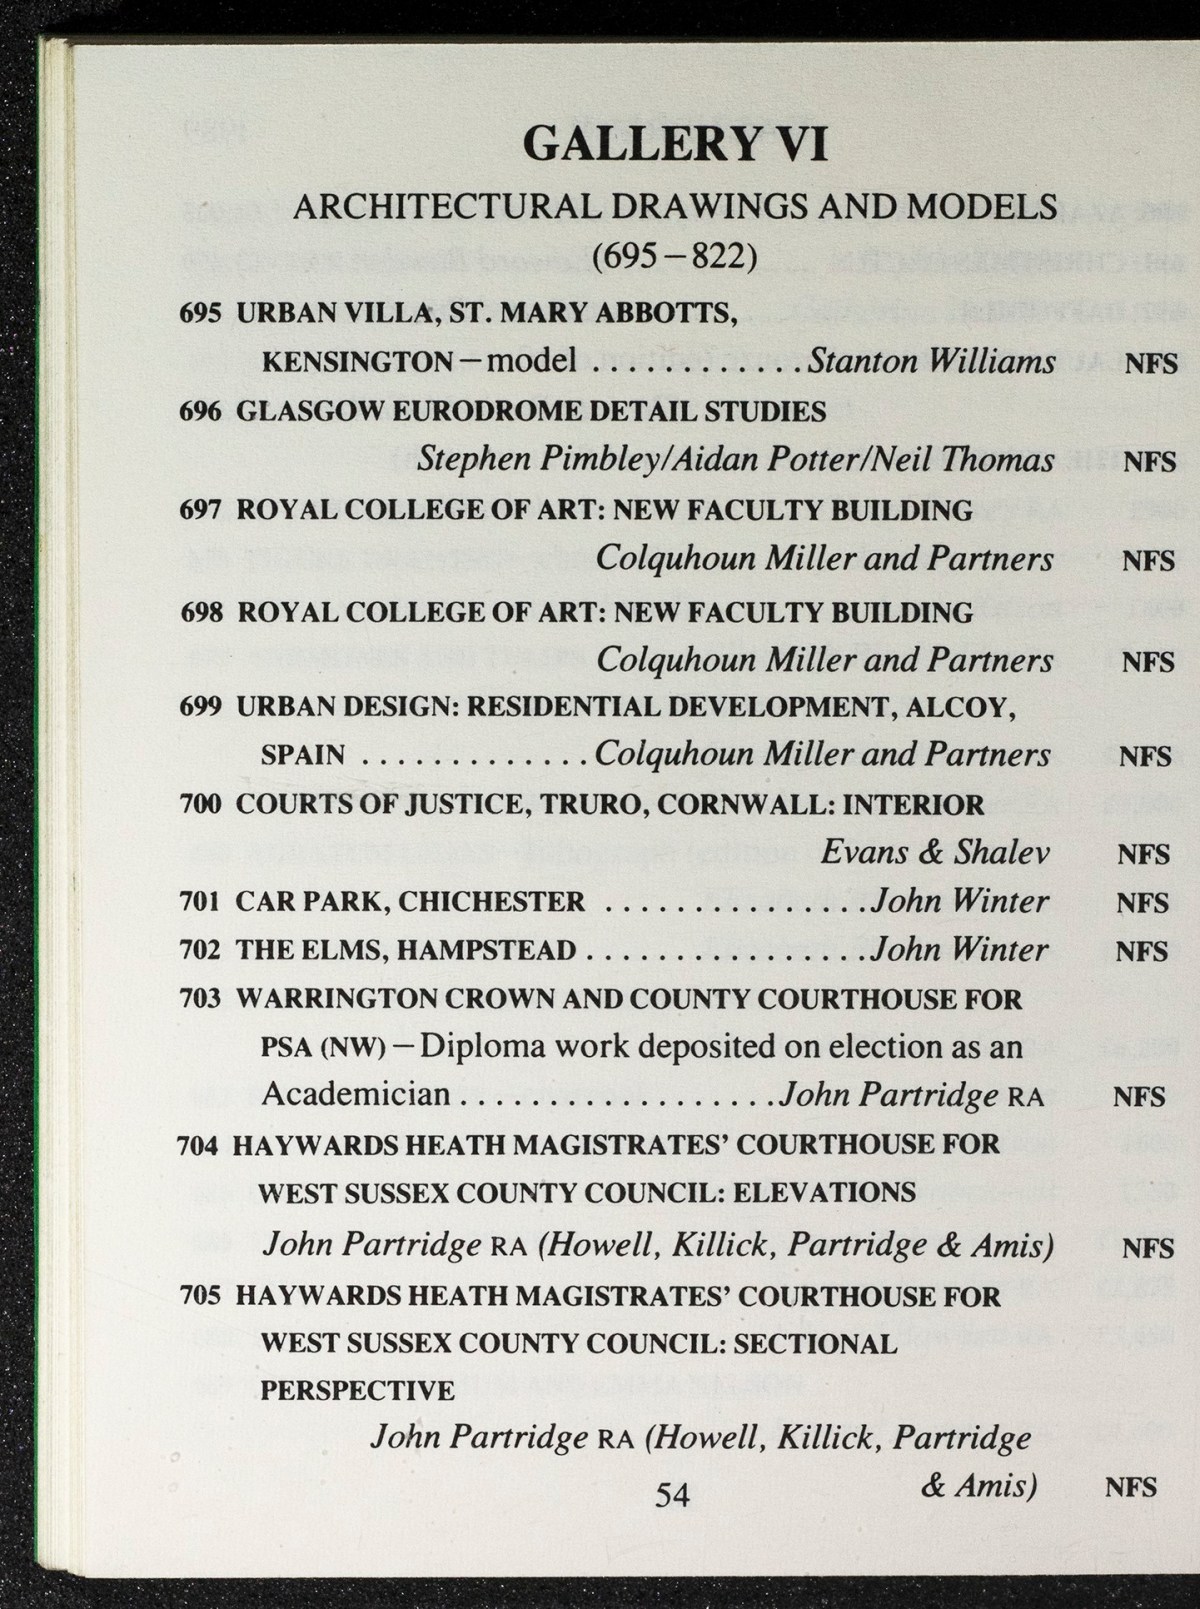 GALLERY VI
ARCHITECTURAL DRAWINGS AND MODELS
(695–822)
695 URBAN VILLA, ST. MARY ABBOTTS,
KENSINGTON – model ............ Stanton Williams NFS
696 GLASGOW EURODROME DETAIL STUDIES
Stephen Pimbley/Aidan Potter/Neil Thomas NFS
697 ROYAL COLLEGE OF ART: NEW FACULTY BUILDING
Colquhoun Miller and Partners NFS
698 ROYAL COLLEGE OF ART: NEW FACULTY BUILDING
Colquhoun Miller and Partners NFS
699 URBAN DESIGN: RESIDENTIAL DEVELOPMENT, ALCOY,
SPAIN ............. Colquhoun Miller and Partners NFS
700 COURTS OF JUSTICE, TRURO, CORNWALL: INTERIOR
Evans & Shalev NFS
701 CAR PARK, CHICHESTER ............... John Winter NFS
702 THE ELMS, HAMPSTEAD ................ John Winter NFS
703 WARRINGTON CROWN AND COUNTY COURTHOUSE FOR
PSA (NW) – Diploma work deposited on election as an
Academician .................. John Partridge RA NFS
704 HAYWARDS HEATH MAGISTRATES' COURTHOUSE FOR
WEST SUSSEX COUNTY COUNCIL: ELEVATIONS
John Partridge RA (Howell, Killick, Partridge & Amis) NFS
705 HAYWARDS HEATH MAGISTRATES' COURTHOUSE FOR
WEST SUSSEX COUNTY COUNCIL: SECTIONAL
PERSPECTIVE
John Partridge RA (Howell, Killick, Partridge
& Amis) NFS
54